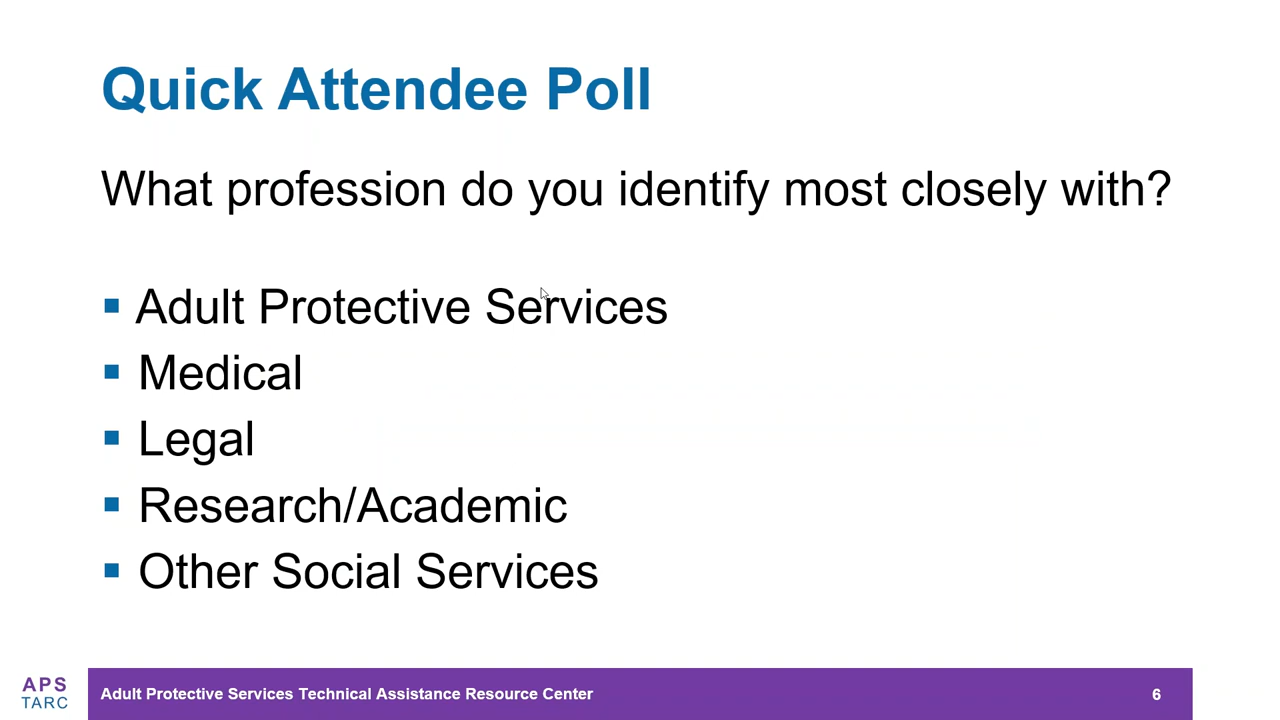 Quick Attendee Poll
What profession do you identify most closely with?
Adult Protective Services
Medical
Legal
Research/Academic
Other Social Services
APS
TARC
Adult Protective Services Technical Assistance Resource Center
6